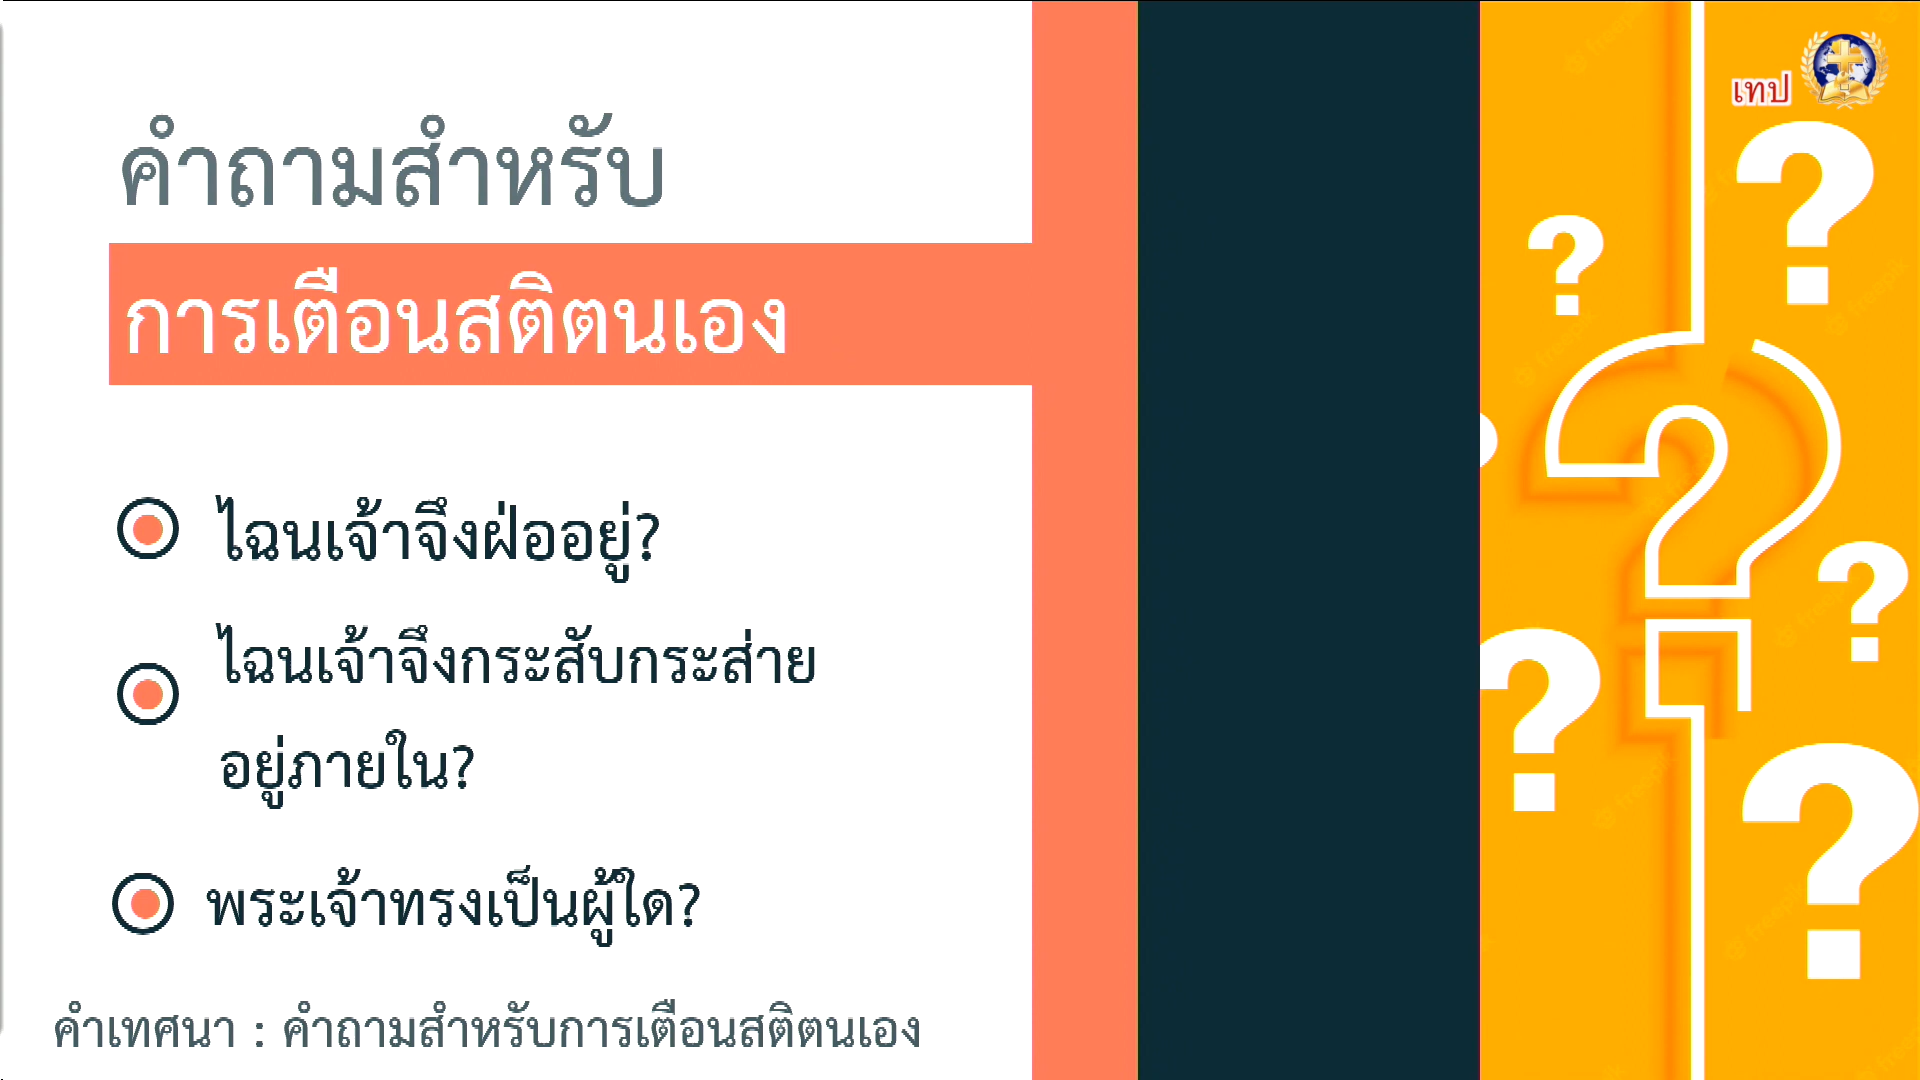 เทป
คำถามสำหรับ
การเตือนสติตนเอง
ไฉนเจ้าจึงฝ่ออยู่?
ไฉนเจ้าจึงกระสับกระส่าย
อยู่ภายใน?
พระเจ้าทรงเป็นผู้ใด?
คำเทศนา : คำถามสำหรับการเตือนสติตนเอง